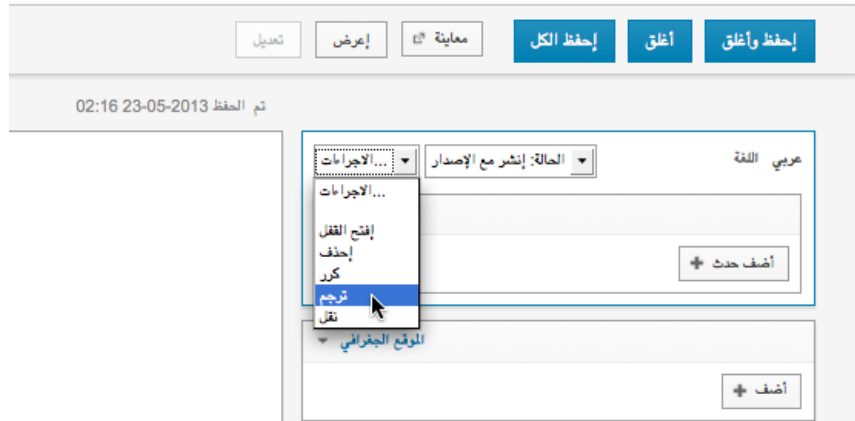 إحفظ وأغلق
أغلق
إحفظ الكل
معاينة
إعرض
تعديل
تم الحفظ 2013-05-23 02:16
عربي اللغة
الحالة: إنشر مع الإصدار
...الاجراءات
...الاجراءات
إفتح القفل
إحذف
كرر
ترجم
نقل
أضف حدث
الموقع الجغرافي
أضف